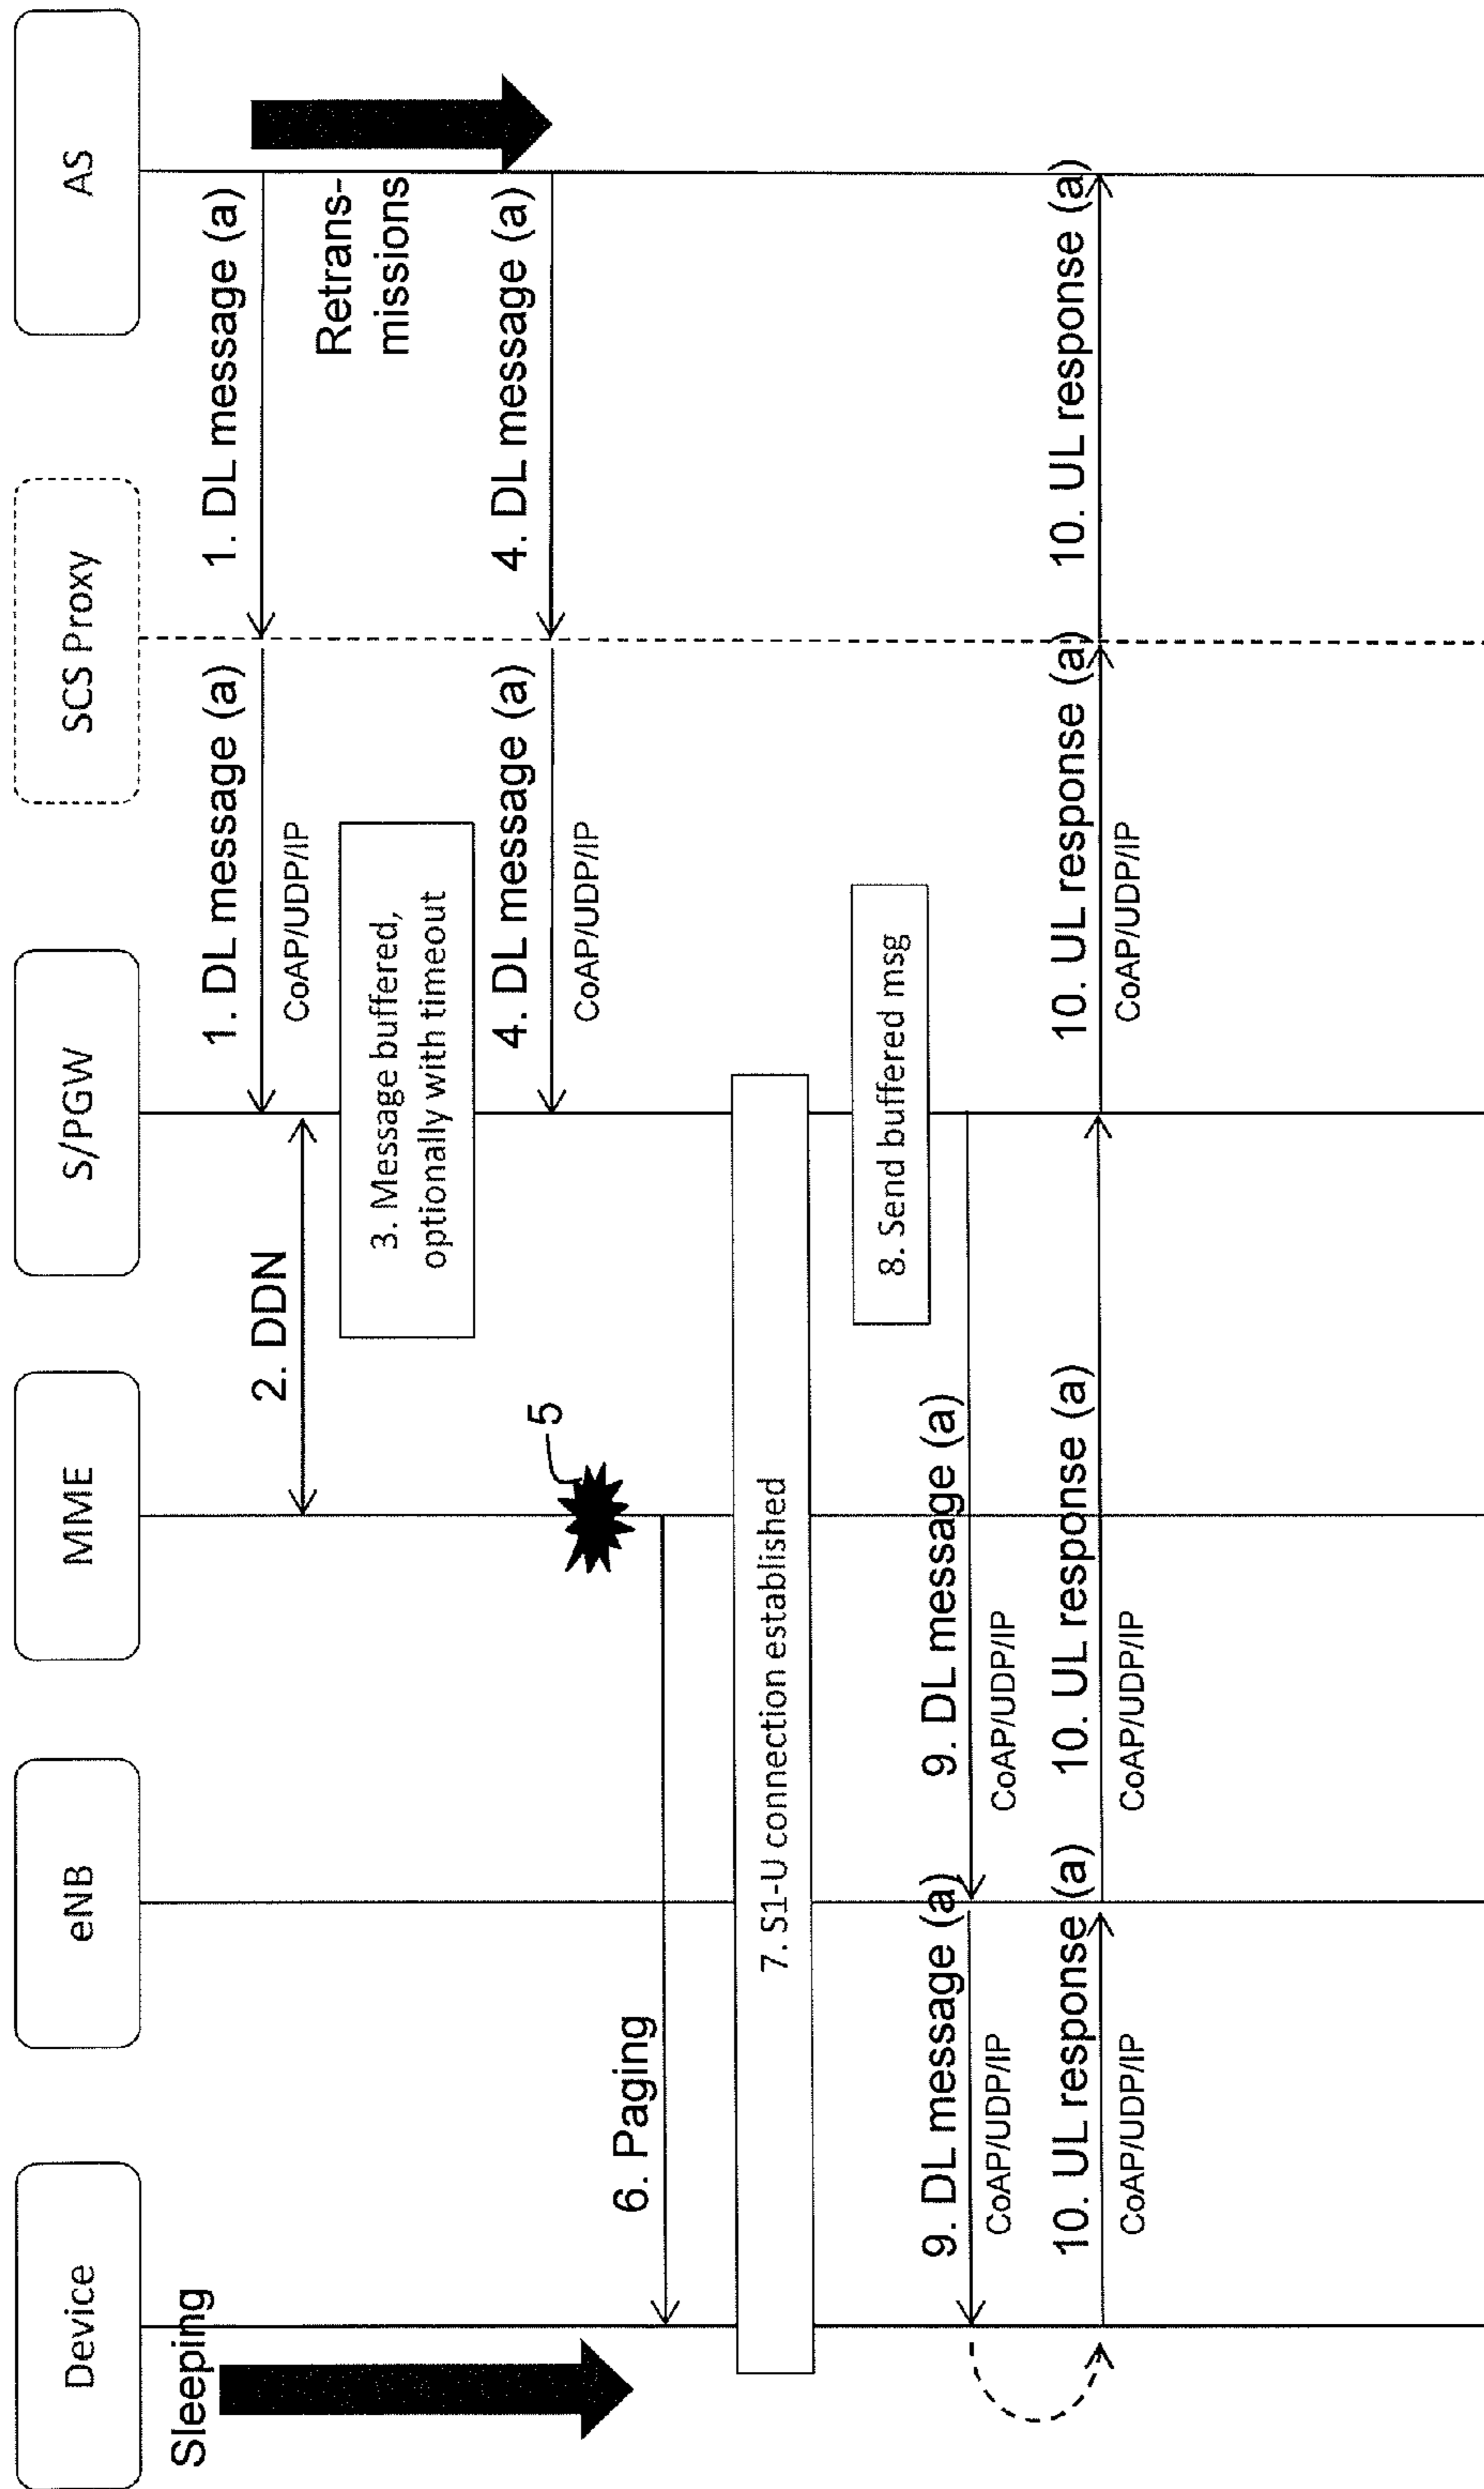 Device
eNB
MME
S/PGW
SCS Proxy
AS
Sleeping
1. DL message (a)
1. DL message (a)
CoAP/UDP/IP
2. DDN
Retrans-
missions
3. Message buffered,
optionally with timeout
4. DL message (a)
4. DL message (a)
CoAP/UDP/IP
5
6. Paging
7. S1-U connection established
8. Send buffered msg
9. DL message (a)
9. DL message (a)
CoAP/UDP/IP
CoAP/UDP/IP
10. UL response (a)
10. UL response (a)
10. UL response (a)
10. UL response (a)
CoAP/UDP/IP
CoAP/UDP/IP
CoAP/UDP/IP